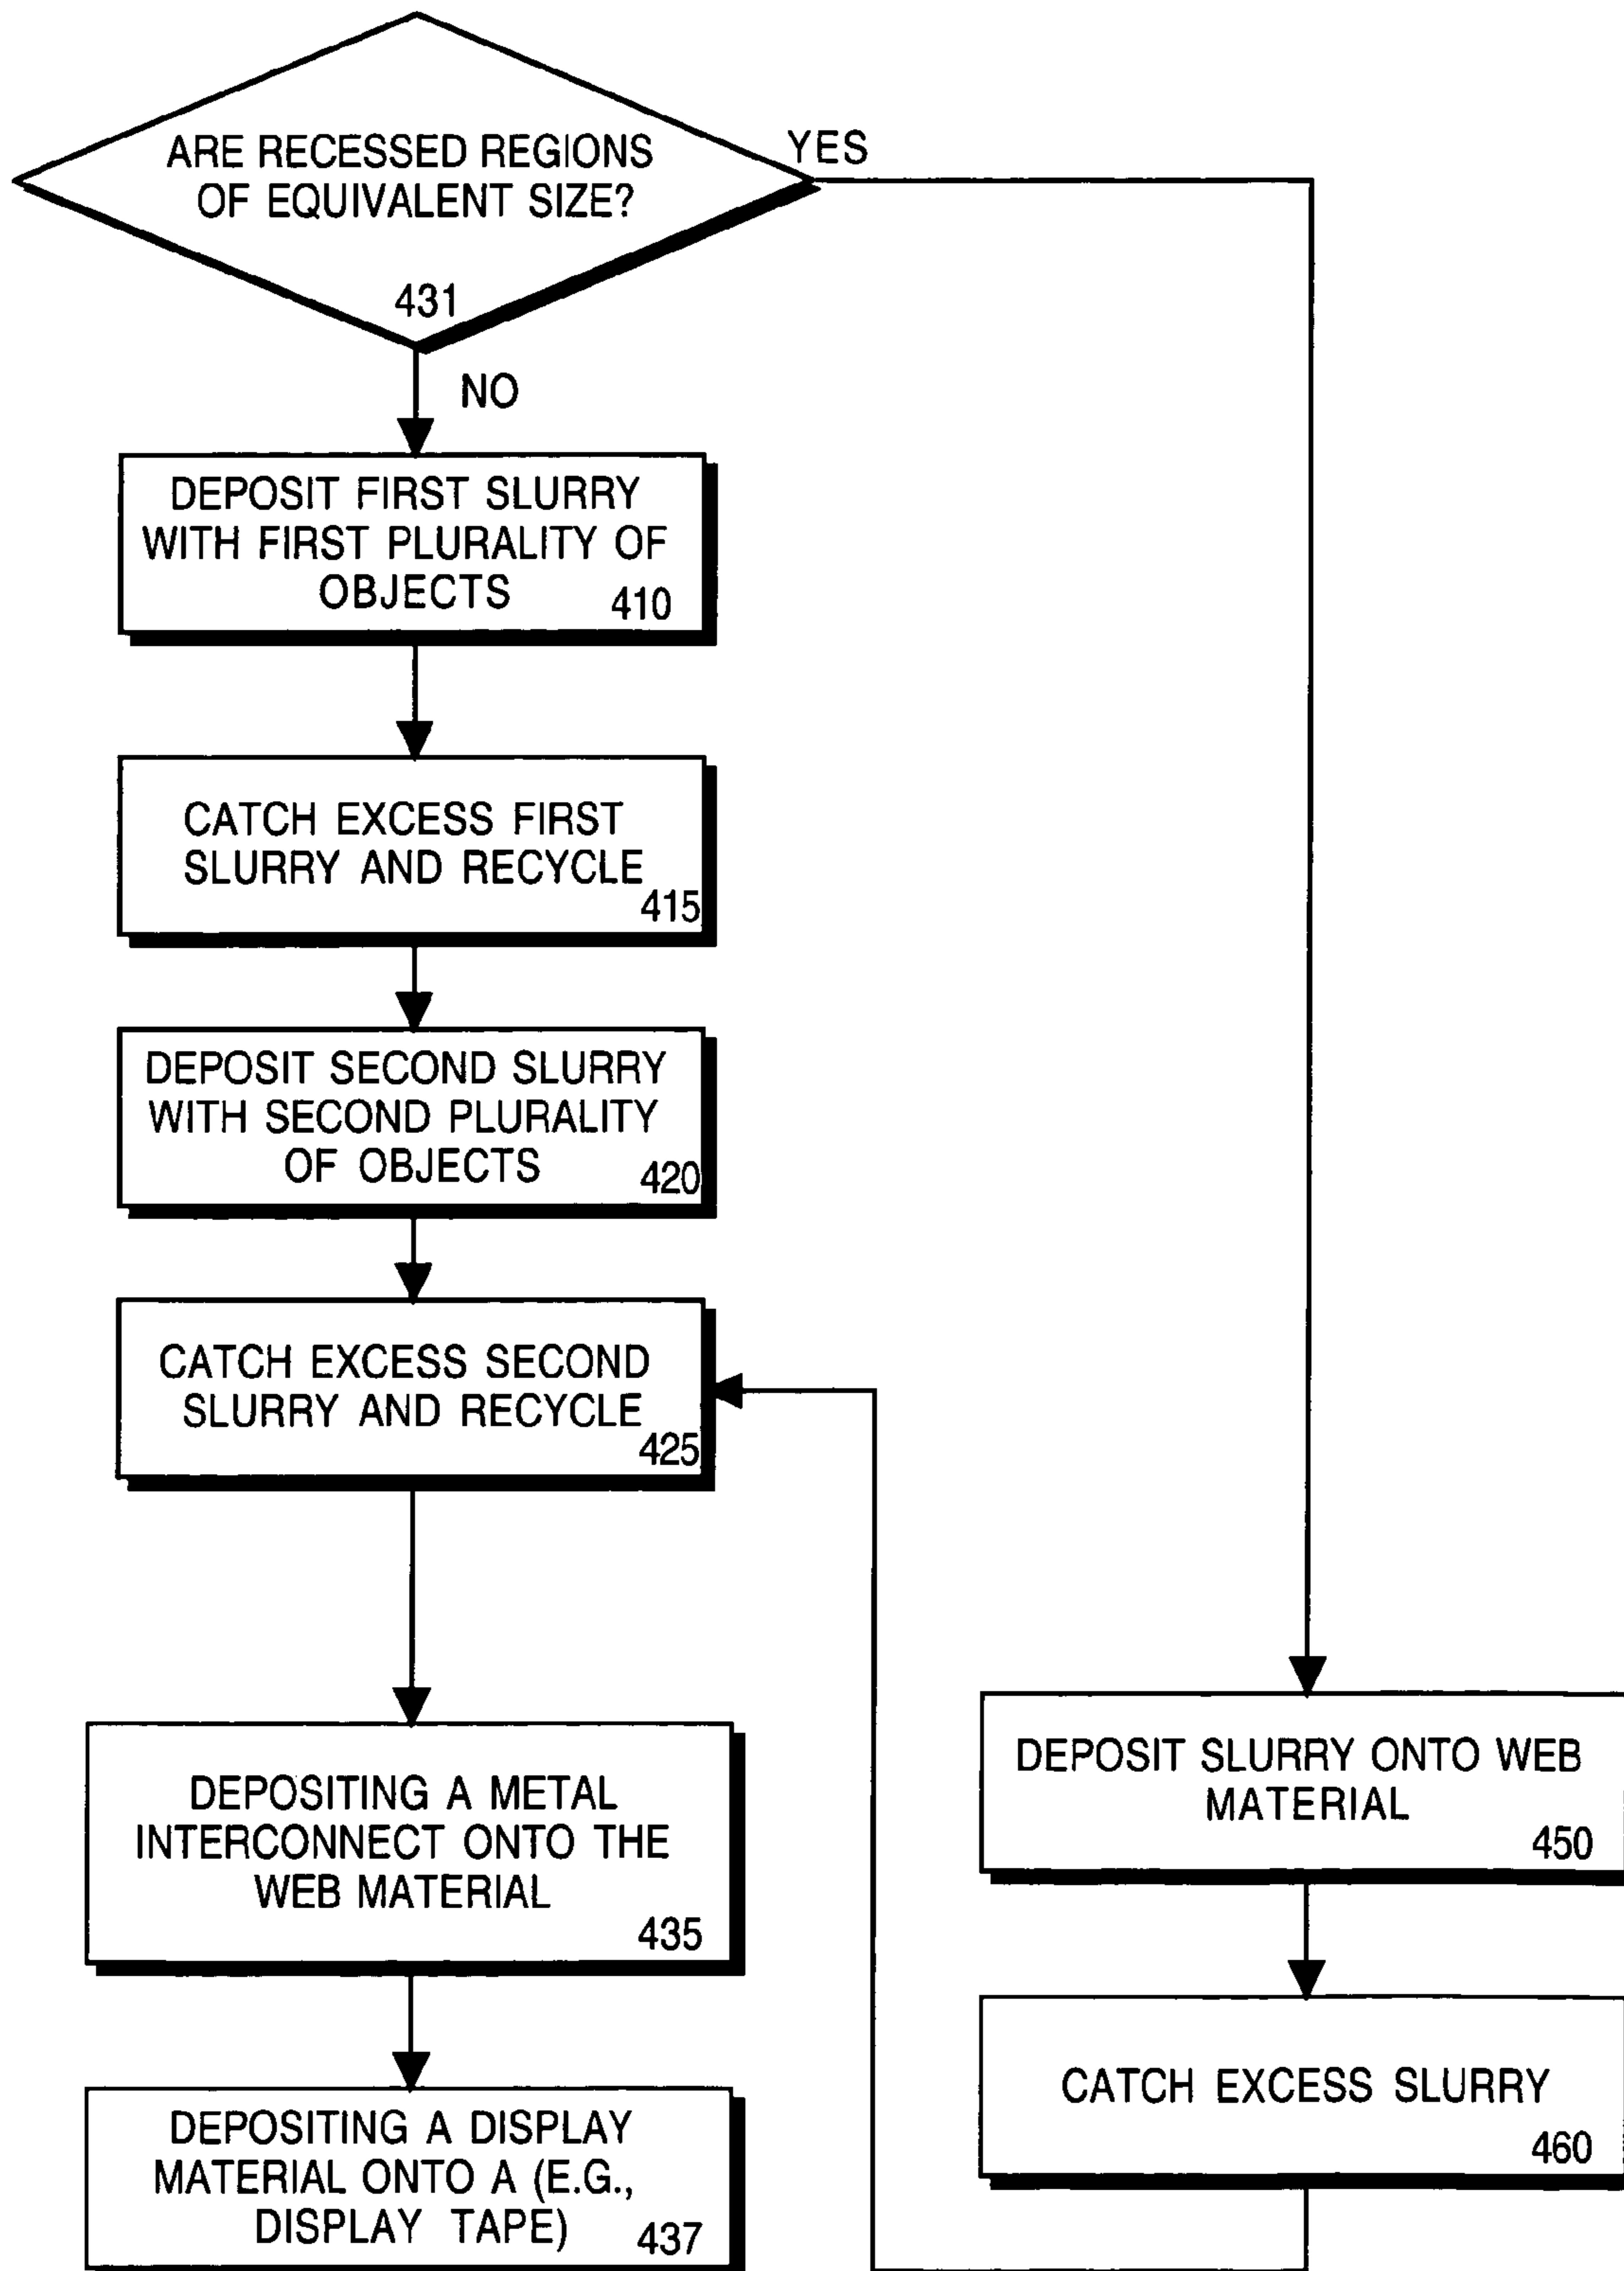 ARE RECESSED REGIONS
OF EQUIVALENT SIZE?
431
YES
NO
DEPOSIT FIRST SLURRY
WITH FIRST PLURALITY OF
OBJECTS
410
CATCH EXCESS FIRST
SLURRY AND RECYCLE
415
DEPOSIT SECOND SLURRY
WITH SECOND PLURALITY
OF OBJECTS
420
CATCH EXCESS SECOND
SLURRY AND RECYCLE
425
DEPOSITING A METAL
INTERCONNECT ONTO THE
WEB MATERIAL
435
DEPOSITING A DISPLAY
MATERIAL ONTO A (E.G.,
DISPLAY TAPE)
437
DEPOSIT SLURRY ONTO WEB
MATERIAL
450
CATCH EXCESS SLURRY
460